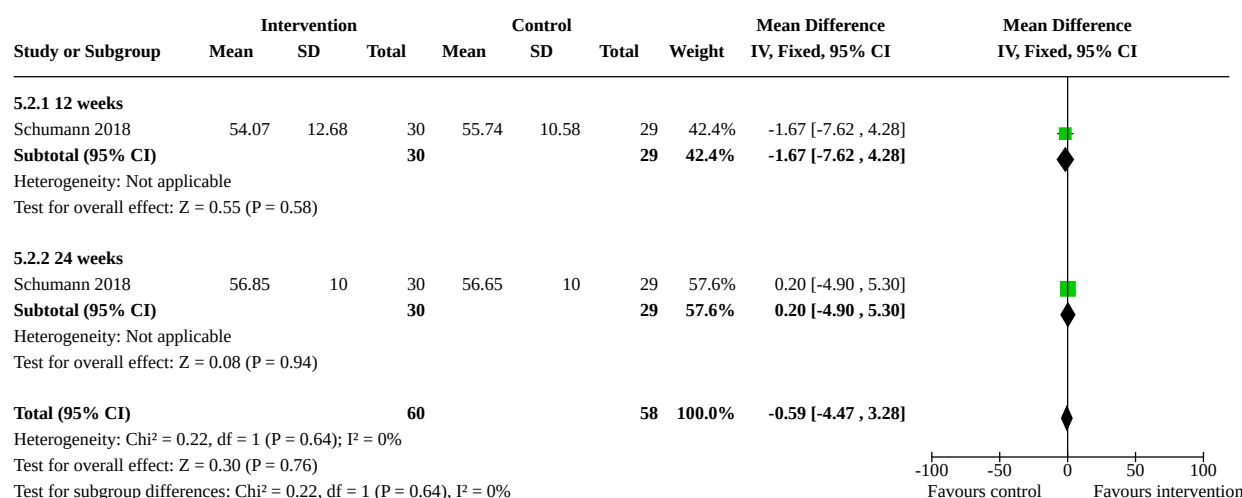 Intervention Control Mean Difference Mean Difference
Study or Subgroup Mean SD Total Mean SD Total Weight IV, Fixed, 95% CI IV, Fixed, 95% CI
5.2.1 12 weeks
Schumann 2018 54.07 12.68 30 55.74 10.58 29 42.4% -1.67 [-7.62 , 4.28]
Subtotal (95% CI) 30 29 42.4% -1.67 [-7.62 , 4.28]
Heterogeneity: Not applicable
Test for overall effect: Z = 0.55 (P = 0.58)
5.2.2 24 weeks
Schumann 2018 56.85 10 30 56.65 10 29 57.6% 0.20 [-4.90 , 5.30]
Subtotal (95% CI) 30 29 57.6% 0.20 [-4.90 , 5.30]
Heterogeneity: Not applicable
Test for overall effect: Z = 0.08 (P = 0.94)
Total (95% CI) 60 58 100.0% -0.59 [-4.47 , 3.28]
Heterogeneity: Chi² = 0.22, df = 1 (P = 0.64); I² = 0%
Test for overall effect: Z = 0.30 (P = 0.76)
-100 -50 0 50 100
Test for subgroup differences: Chi² = 0.22, df = 1 (P = 0.64), I² = 0%
Favours control Favours intervention